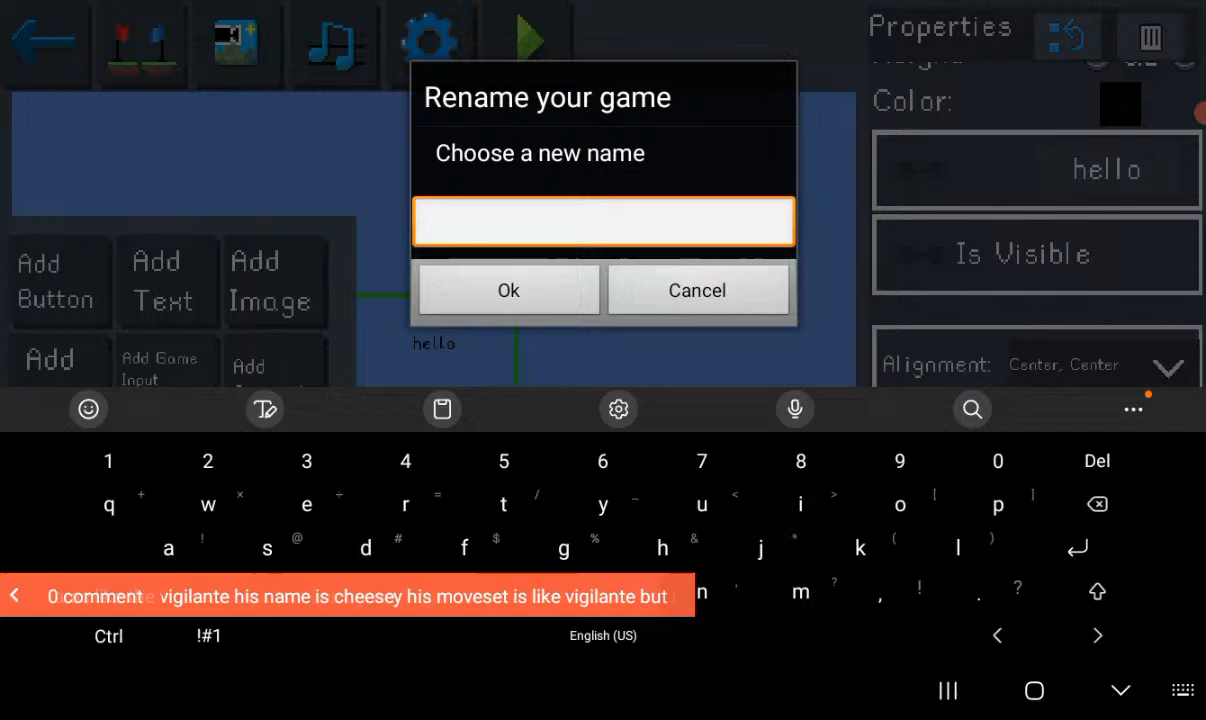 Properties
Rename your game
Choose a new name
Ok
Cancel
Color:
hello
Is Visible
Alignment: Center, Center
Add Button
Add Text
Add Image
Add
Add Game Input
Add
hello
1 2 3 4 5 6 7 8 9 0 Del
q + w × e ÷ r = t / y _ u < i > o [ p ]
a ! s @ d # f $ g % h & j * k ( l )
0 comment vigilante his name is cheesey his moveset is like vigilante but
n ' m ? , ! . ?
Ctrl !#1 English (US) < >